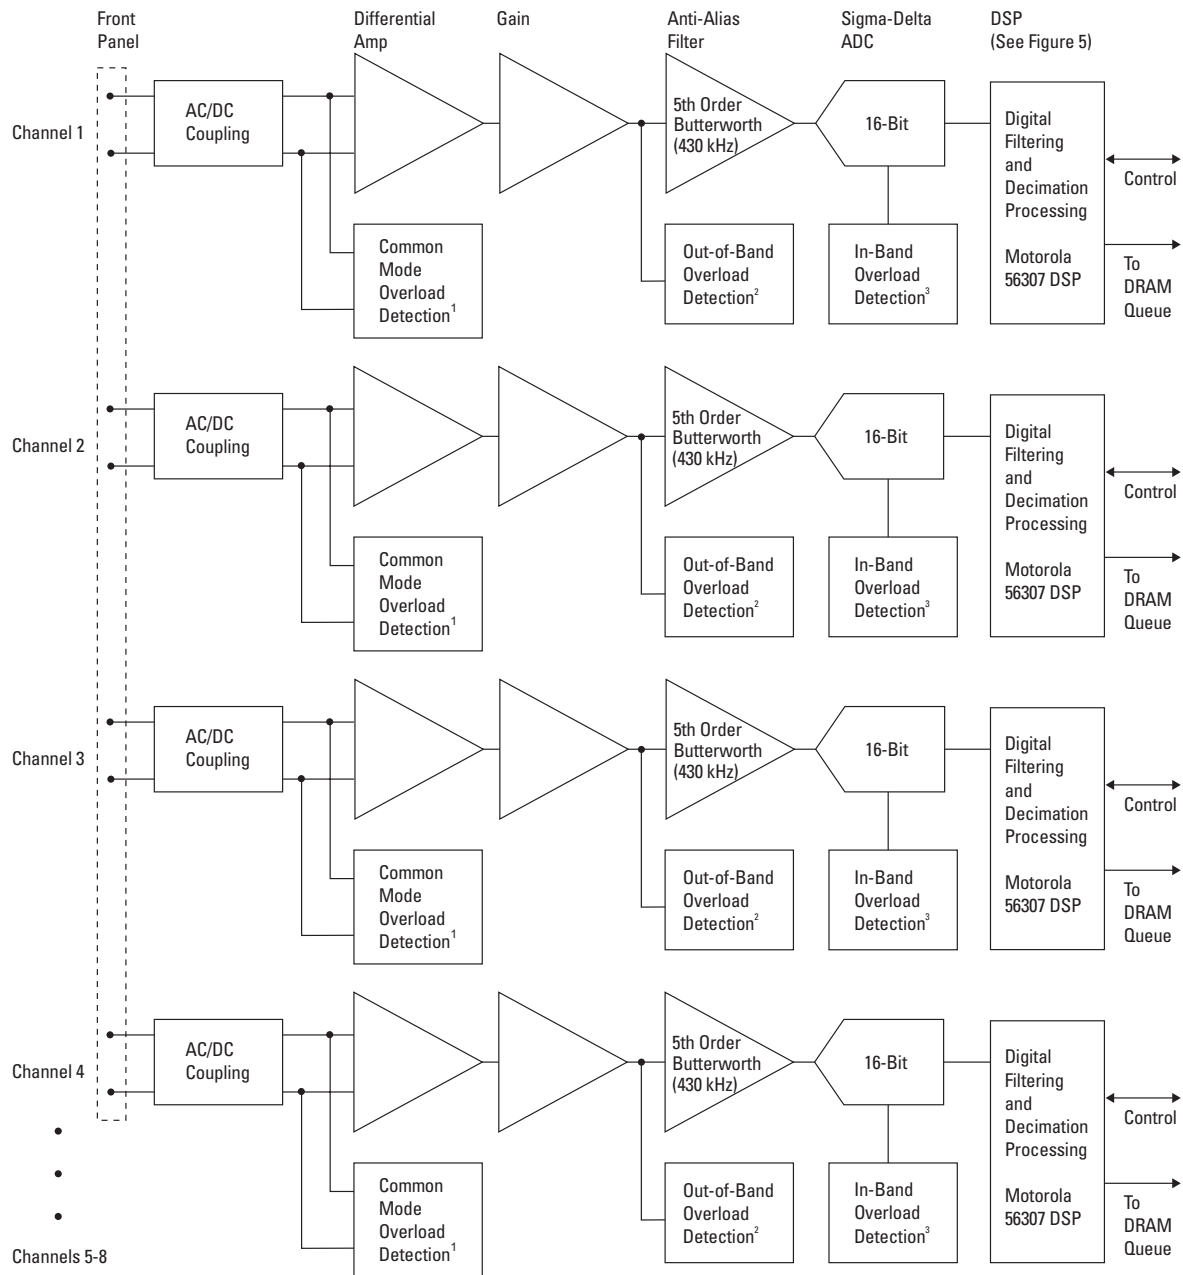 Front
Panel
Differential
Amp
Gain
Anti-Alias
Filter
Sigma-Delta
ADC
DSP
(See Figure 5)
Channel 1
AC/DC
Coupling
5th Order
Butterworth
(430 kHz)
16-Bit
Digital
Filtering
and
Decimation
Processing
Motorola
56307 DSP
Control
To
DRAM
Queue
Common
Mode
Overload
Detection1
Out-of-Band
Overload
Detection2
In-Band
Overload
Detection3
Channel 2
AC/DC
Coupling
5th Order
Butterworth
(430 kHz)
16-Bit
Digital
Filtering
and
Decimation
Processing
Motorola
56307 DSP
Control
To
DRAM
Queue
Common
Mode
Overload
Detection1
Out-of-Band
Overload
Detection2
In-Band
Overload
Detection3
Channel 3
AC/DC
Coupling
5th Order
Butterworth
(430 kHz)
16-Bit
Digital
Filtering
and
Decimation
Processing
Motorola
56307 DSP
Control
To
DRAM
Queue
Common
Mode
Overload
Detection1
Out-of-Band
Overload
Detection2
In-Band
Overload
Detection3
Channel 4
AC/DC
Coupling
5th Order
Butterworth
(430 kHz)
16-Bit
Digital
Filtering
and
Decimation
Processing
Motorola
56307 DSP
Control
To
DRAM
Queue
Common
Mode
Overload
Detection1
Out-of-Band
Overload
Detection2
In-Band
Overload
Detection3
Channels 5-8